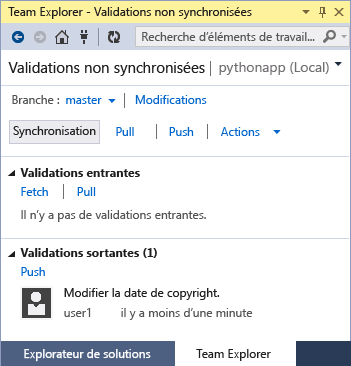 Team Explorer - Validations non synchronisées
Recherche d'éléments de travail...
Validations non synchronisées | pythonapp (Local)
Branche : master | Modifications
Synchronisation Pull | Push | Actions
Validations entrantes
Fetch | Pull
Il n'y a pas de validations entrantes.
Validations sortantes (1)
Push
Modifier la date de copyright.
user1 il y a moins d'une minute
Explorateur de solutions Team Explorer